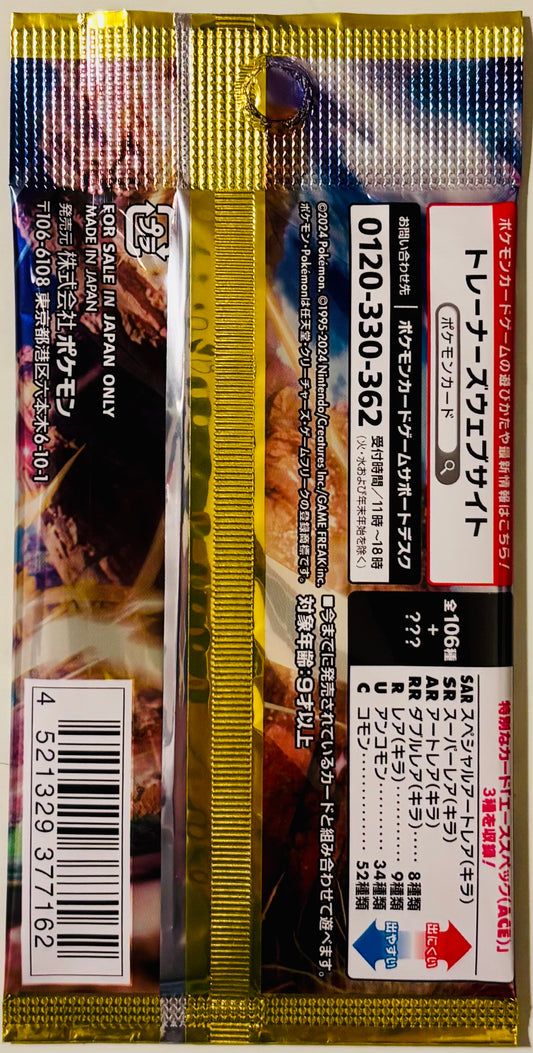 ポケモンカードゲームの遊びかたや最新情報はこちら!
トレーナーズウェブサイト
ポケモンカード
お問い合わせ先
ポケモンカードゲームサポートデスク
0120-330-362
受付時間/11時~18時
(火・水および年末年始を除く)
©2024 Pokémon. ©1995-2024 Nintendo/Creatures Inc./GAME FREAK inc.
ポケモン・Pokémonは任天堂・クリーチャーズ・ゲームフリークの登録商標です。
特別なカード「エーススペック(ACE)」
3種を収録!
全106種
+
???
SAR スペシャルアートレア(キラ)
SR スーパーレア(キラ)
AR アートレア(キラ)
RR ダブルレア(キラ)…… 8種類
R レア(キラ)………… 9種類
U アンコモン………… 34種類
C コモン……………… 52種類
出にくい
出やすい
■今までに発売されているカードと組み合わせて遊べます。
対象年齢:9才以上
プラ
FOR SALE IN JAPAN ONLY
MADE IN JAPAN
発売元 (株式会社)ポケモン
〒106-6108 東京都港区六本木6-10-1
4 521329 377162